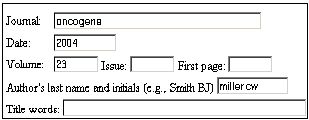 Journal: oncogene
Date: 2004
Volume: 23 Issue: First page:
Author's last name and initials (e.g., Smith BJ) miller cw
Title words: